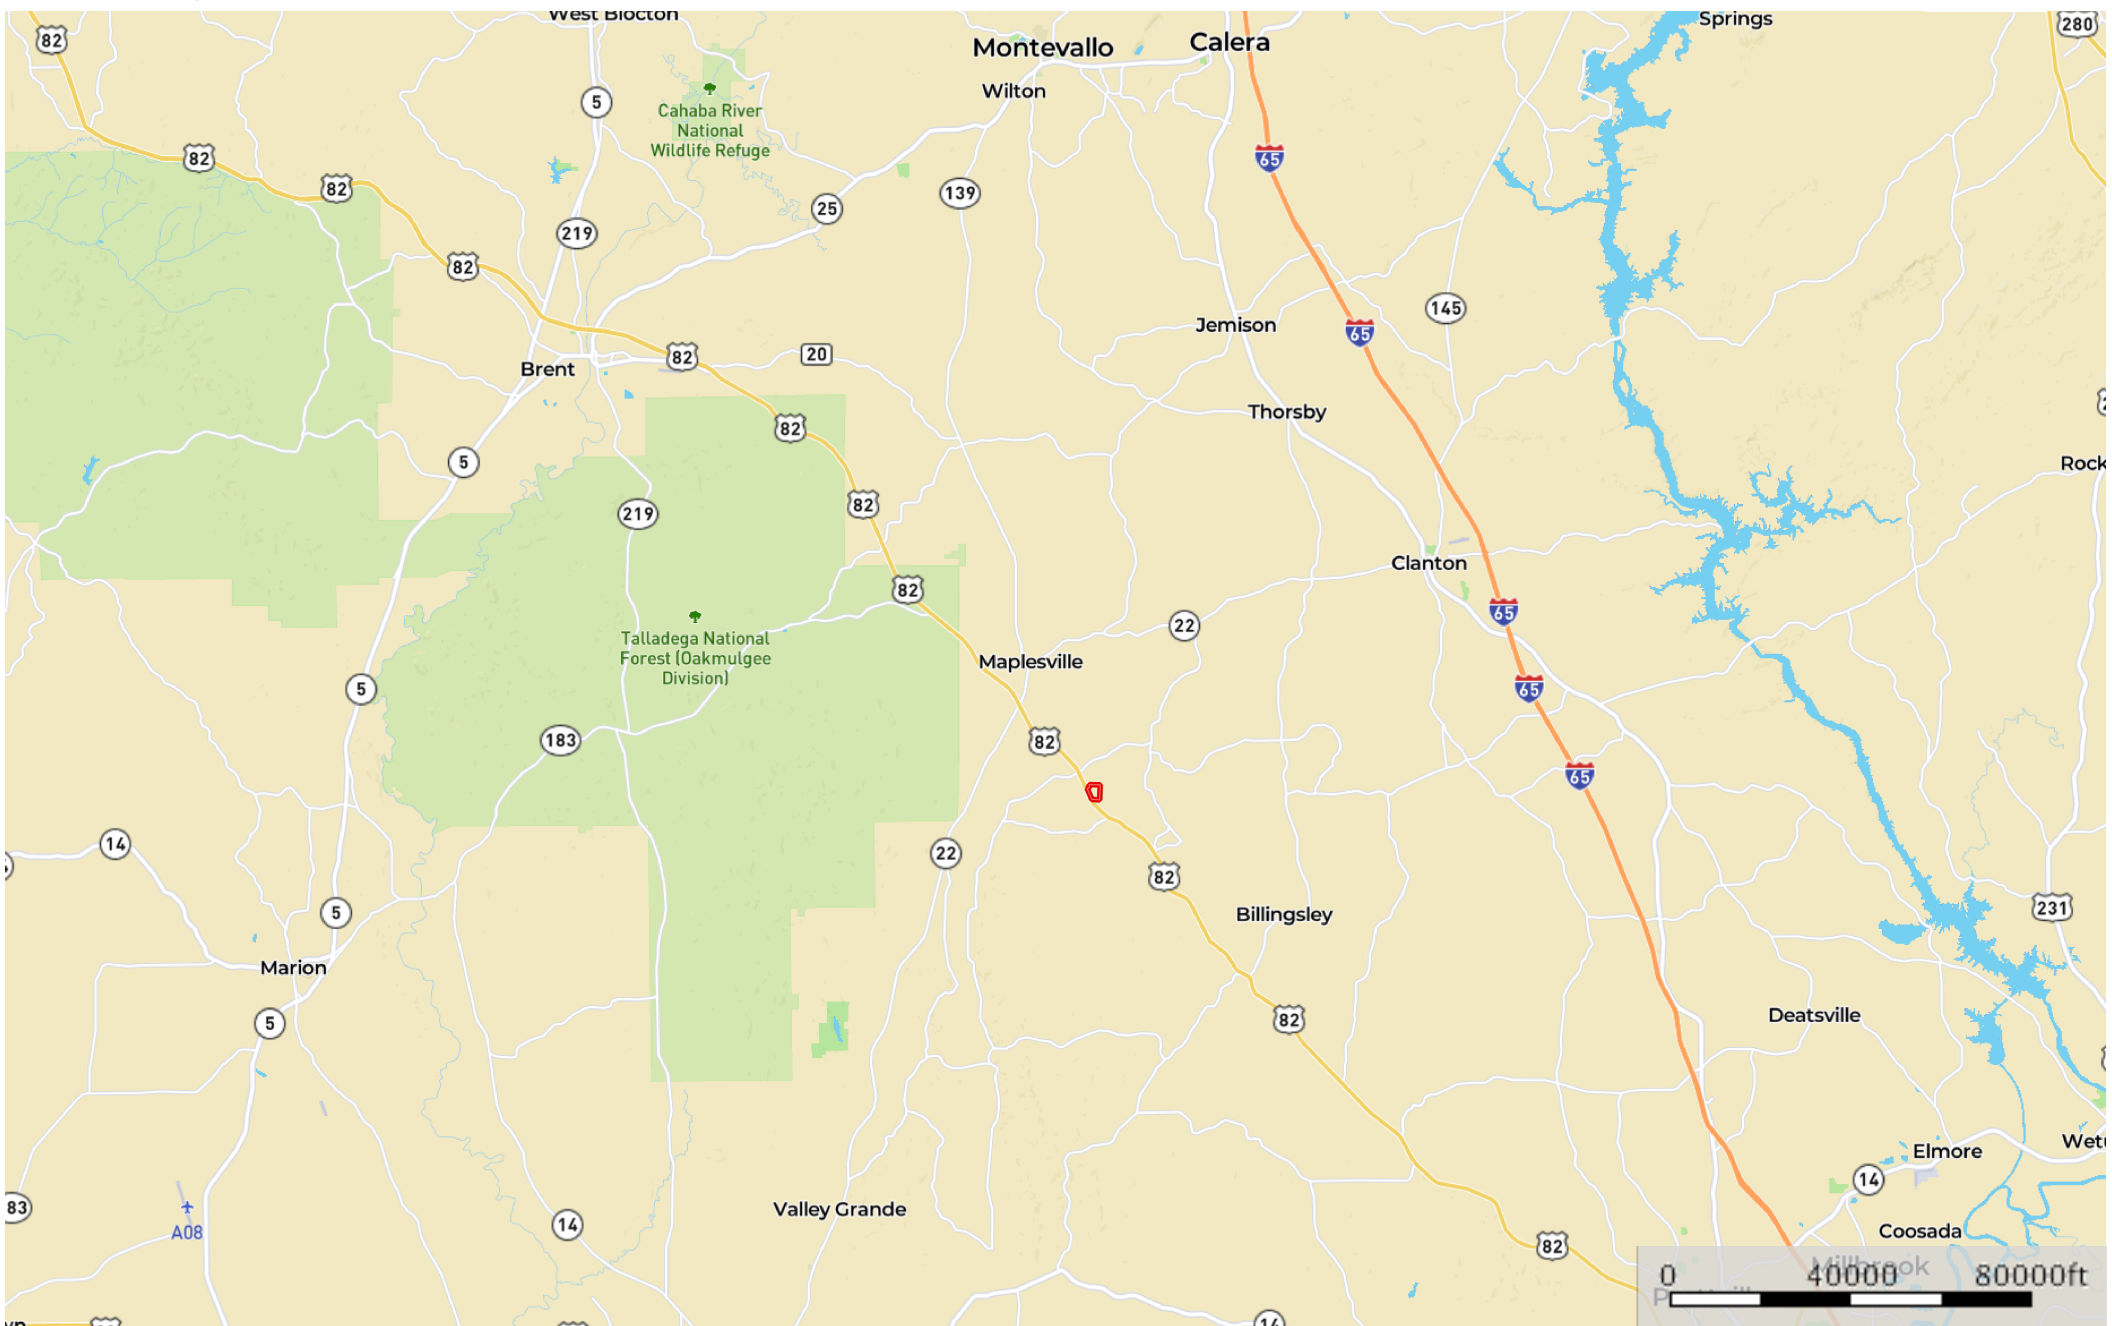 West Blocton
Springs
280
82
Montevallo
Calera
Wilton
5
Cahaba River
National
Wildlife Refuge
82
65
82
139
25
219
82
145
Jemison
65
82
20
Brent
Thorsby
82
5
Rock
82
219
Clanton
82
65
22
Talladega National
Forest (Oakmulgee
Division)
Maplesville
5
65
183
82
65
14
22
82
5
Billingsley
231
Marion
5
82
Deatsville
Elmore
Wetu
14
83
Valley Grande
14
A08
Coosada
82
Millbrook
0 40000 80000ft
14